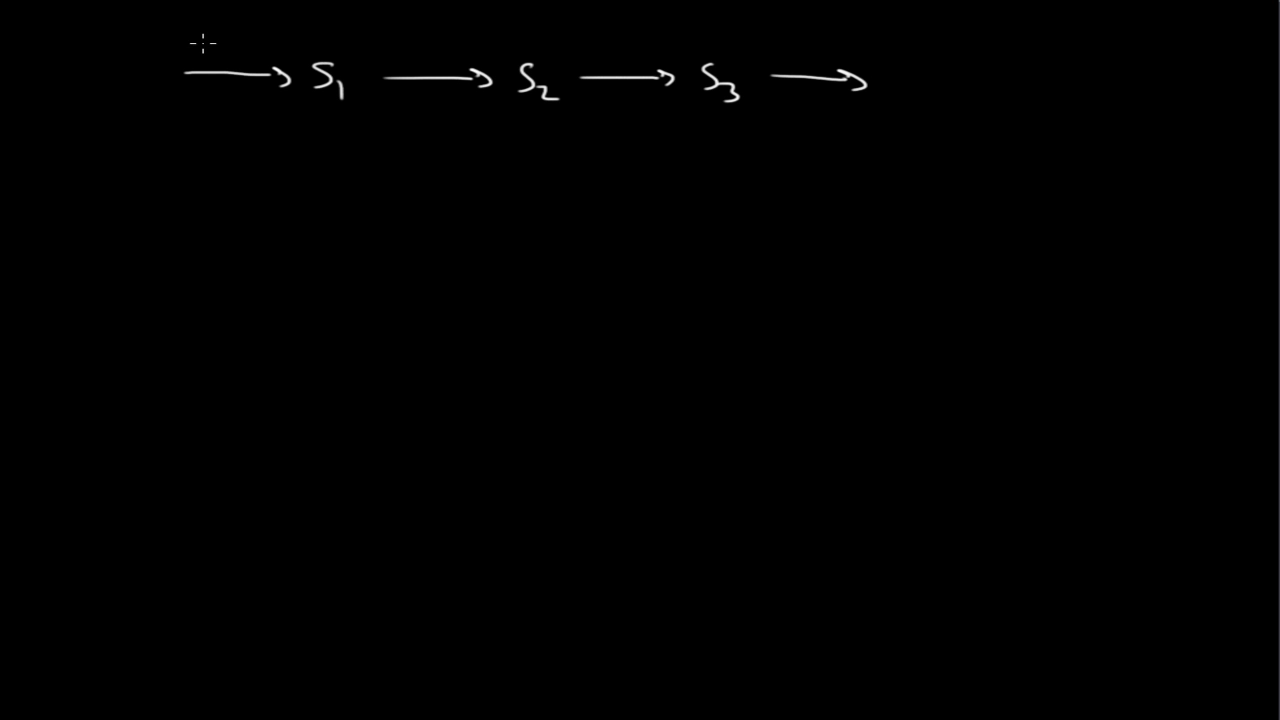 → S₁ → S₂ → S₃ →